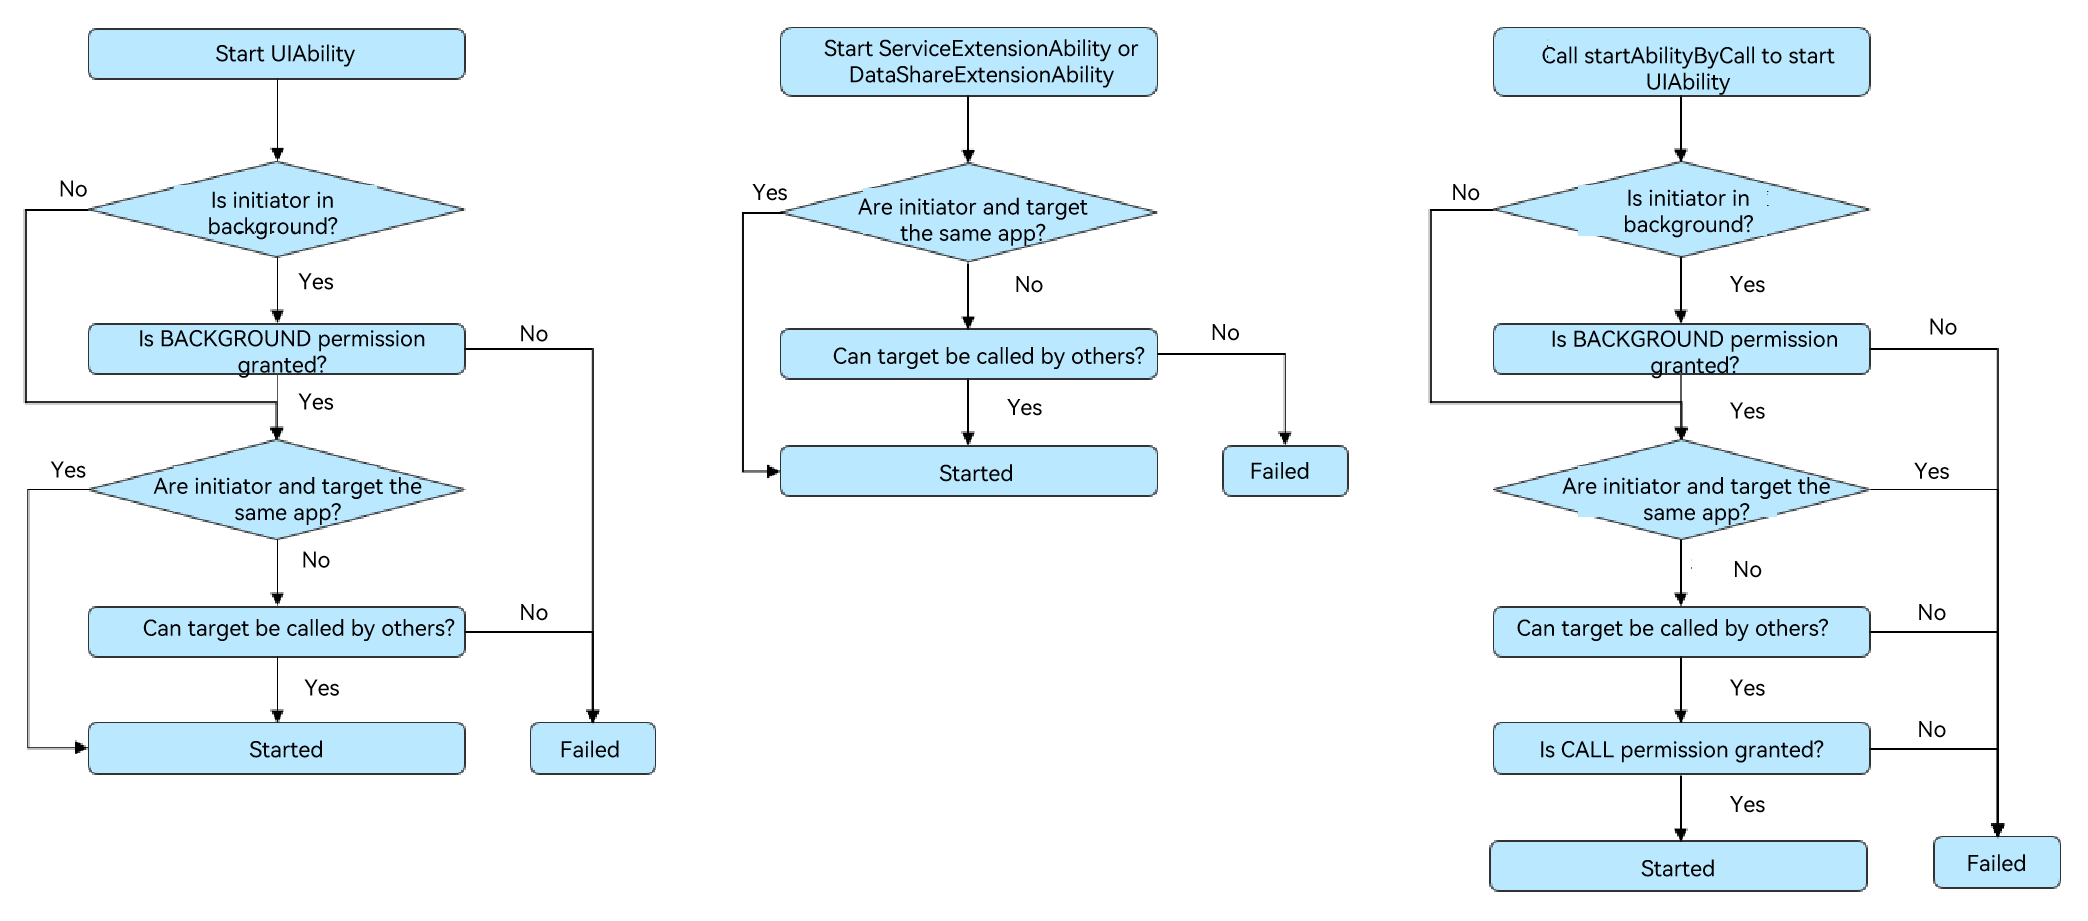 Start UIAbility
Is initiator in
background?
No
Yes
Is BACKGROUND permission
granted?
No
Yes
Are initiator and target the
same app?
Yes
No
Can target be called by others?
No
Yes
Started
Failed
Start ServiceExtensionAbility or
DataShareExtensionAbility
Are initiator and target
the same app?
Yes
No
Can target be called by others?
No
Yes
Started
Failed
Call startAbilityByCall to start
UIAbility
Is initiator in
background?
No
Yes
Is BACKGROUND permission
granted?
No
Yes
Are initiator and target the
same app?
Yes
No
Can target be called by others?
No
Yes
Is CALL permission granted?
No
Yes
Started
Failed